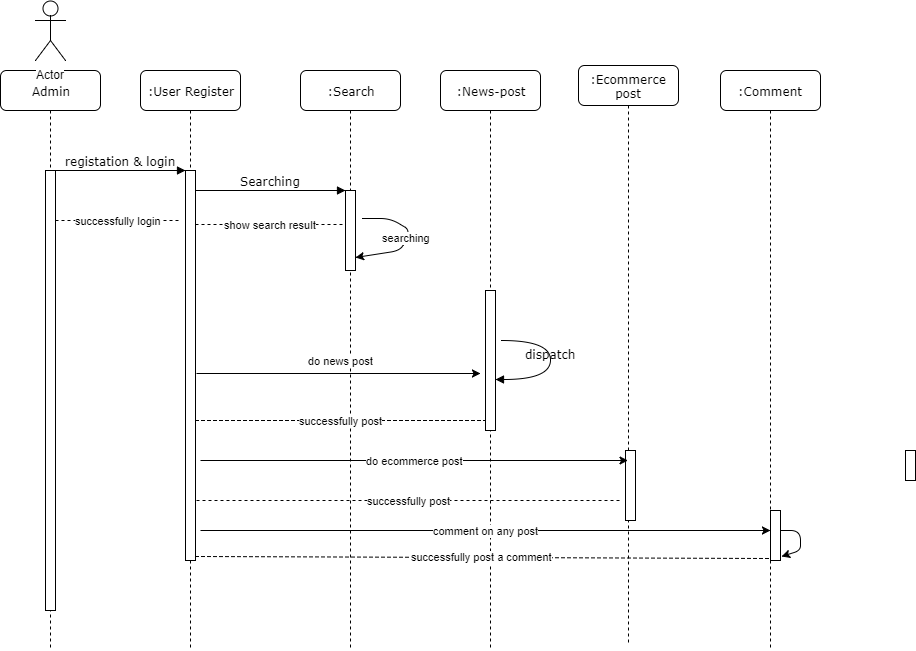 Actor
Admin
:User Register
:Search
:News-post
:Ecommerce
post
:Comment
registation & login
Searching
successfully login
show search result
searching
dispatch
do news post
successfully post
do ecommerce post
successfully post
comment on any post
successfully post a comment